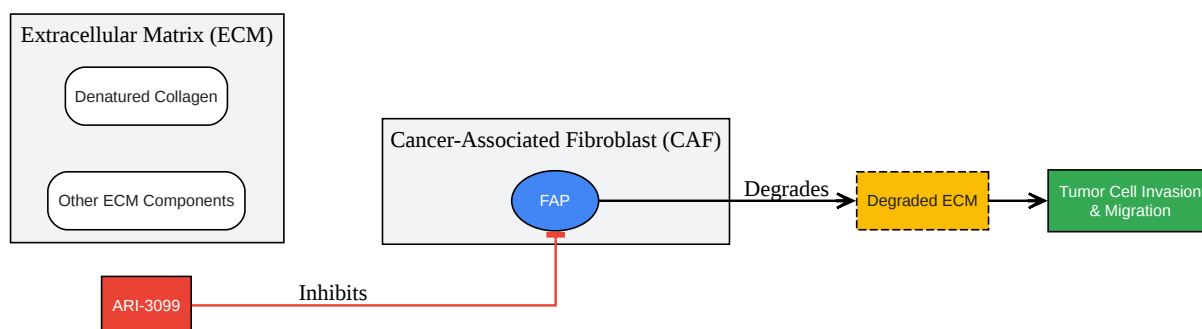 Extracellular Matrix (ECM)
Denatured Collagen
Other ECM Components
Cancer-Associated Fibroblast (CAF)
FAP
Degrades
Degraded ECM
Tumor Cell Invasion
& Migration
ARI-3099
Inhibits